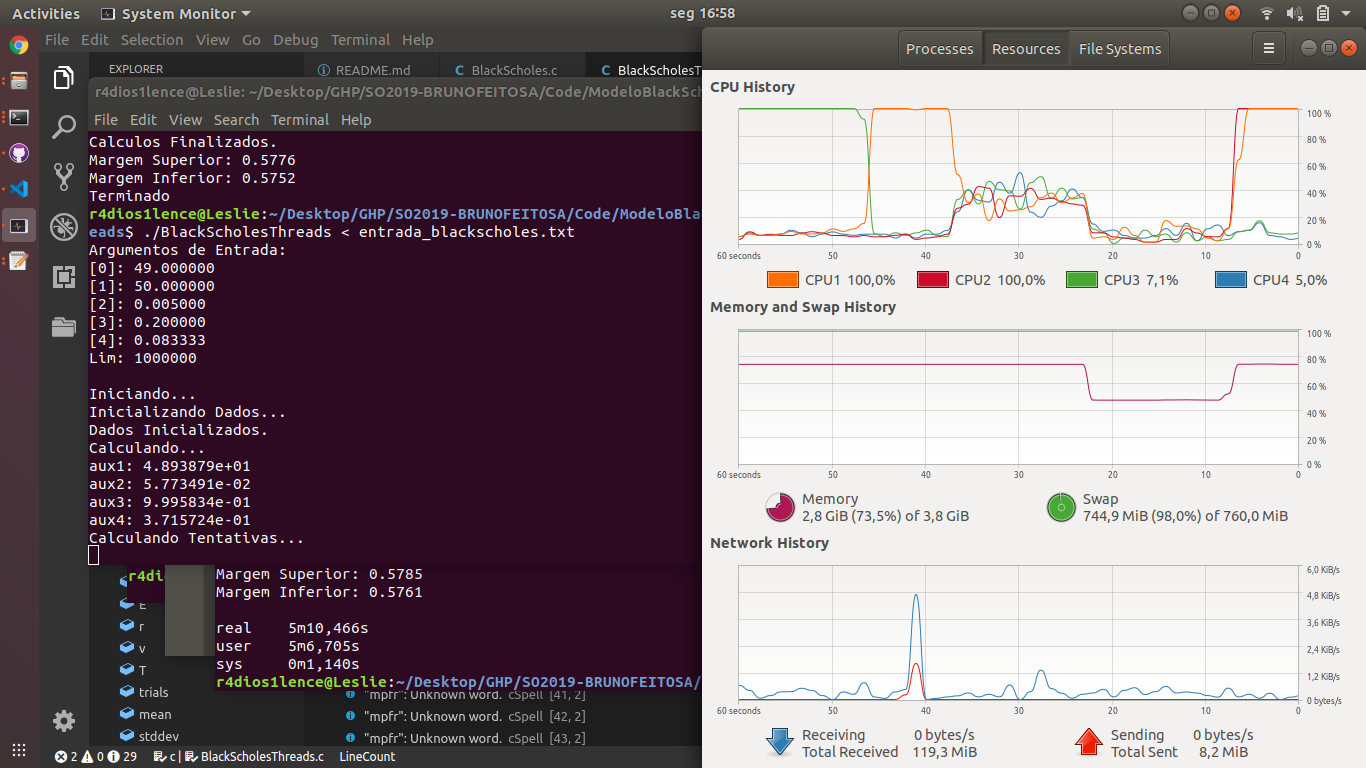 Activities System Monitor seg 16:58
File Edit Selection View Go Debug Terminal Help
EXPLORER
README.md BlackScholes.c BlackScholesT
r4dios1lence@Leslie: ~/Desktop/GHP/SO2019-BRUNOFEITOSA/Code/ModeloBlackSch
File Edit View Search Terminal Help
Calculos Finalizados.
Margem Superior: 0.5776
Margem Inferior: 0.5752
Terminado
r4dios1lence@Leslie:~/Desktop/GHP/SO2019-BRUNOFEITOSA/Code/ModeloBla
eads$ ./BlackScholesThreads < entrada_blackscholes.txt
Argumentos de Entrada:
[0]: 49.000000
[1]: 50.000000
[2]: 0.005000
[3]: 0.200000
[4]: 0.083333
Lim: 1000000
Iniciando...
Inicializando Dados...
Dados Inicializados.
Calculando...
aux1: 4.893879e+01
aux2: 5.773491e-02
aux3: 9.995834e-01
aux4: 3.715724e-01
Calculando Tentativas...
r4dio
E
r
v
T
trials
mean
stddev
Margem Superior: 0.5785
Margem Inferior: 0.5761
real 5m10,466s
user 5m6,705s
sys 0m1,140s
r4dios1lence@Leslie:~/Desktop/GHP/SO2019-BRUNOFEITOSA/
"mpfr": Unknown word. cSpell [41, 2]
"mpfr": Unknown word. cSpell [42, 2]
"mpfr": Unknown word. cSpell [43, 2]
2 0 29 c | BlackScholesThreads.c LineCount
Processes Resources File Systems
CPU History
100 %
80 %
60 %
40 %
20 %
0 %
60 seconds 50 40 30 20 10 0
CPU1 100,0% CPU2 100,0% CPU3 7,1% CPU4 5,0%
Memory and Swap History
100 %
80 %
60 %
40 %
20 %
0 %
60 seconds 50 40 30 20 10 0
Memory
2,8 GiB (73,5%) of 3,8 GiB
Swap
744,9 MiB (98,0%) of 760,0 MiB
Network History
6,0 KiB/s
4,8 KiB/s
3,6 KiB/s
2,4 KiB/s
1,2 KiB/s
0 bytes/s
60 seconds 50 40 30 20 10 0
Receiving 0 bytes/s
Total Received 119,3 MiB
Sending 0 bytes/s
Total Sent 8,2 MiB